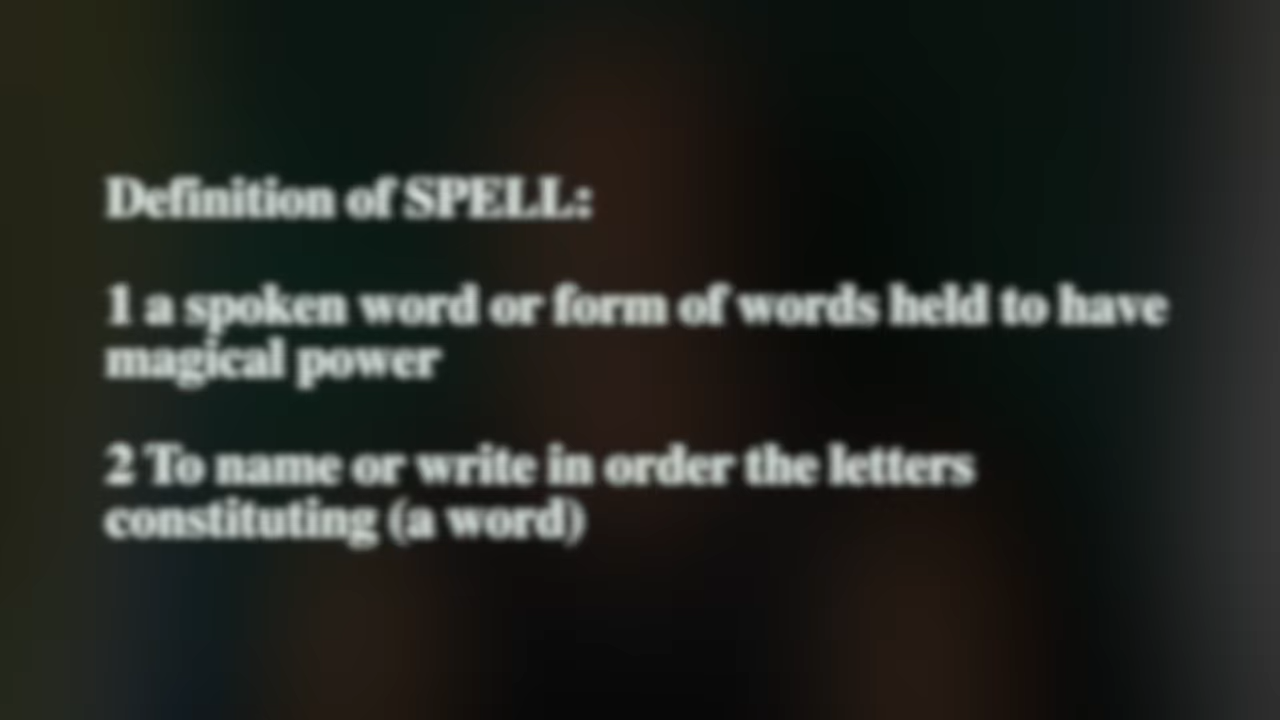 Definition of SPELL:
1 a spoken word or form of words held to have
magical power
2 To name or write in order the letters
constituting (a word)